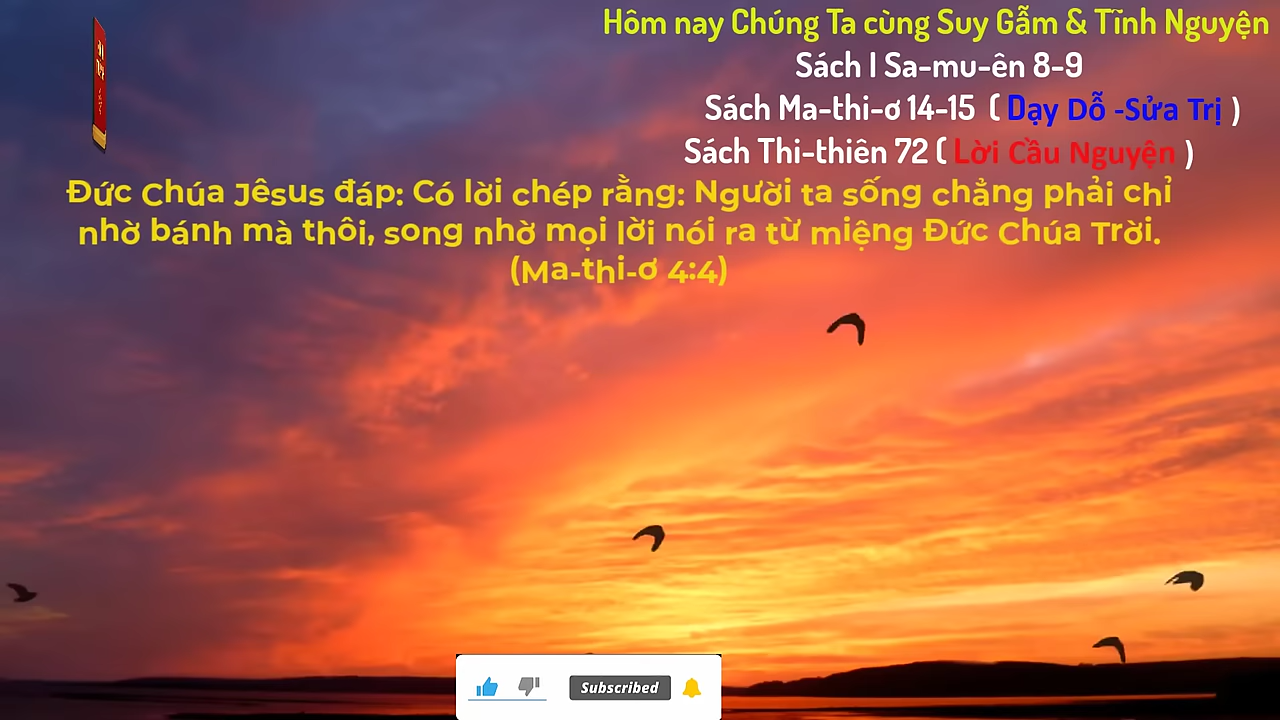 Hôm nay Chúng Ta cùng Suy Gẫm & Tĩnh Nguyện
Sách I Sa-mu-ên 8-9
Sách Ma-thi-ơ 14-15 ( Dạy Dỗ -Sửa Trị )
Sách Thi-thiên 72 ( Lời Cầu Nguyện )
Đức Chúa Jêsus đáp: Có lời chép rằng: Người ta sống chẳng phải chỉ
nhờ bánh mà thôi, song nhờ mọi lời nói ra từ miệng Đức Chúa Trời.
(Ma-thi-ơ 4:4)
Subscribed